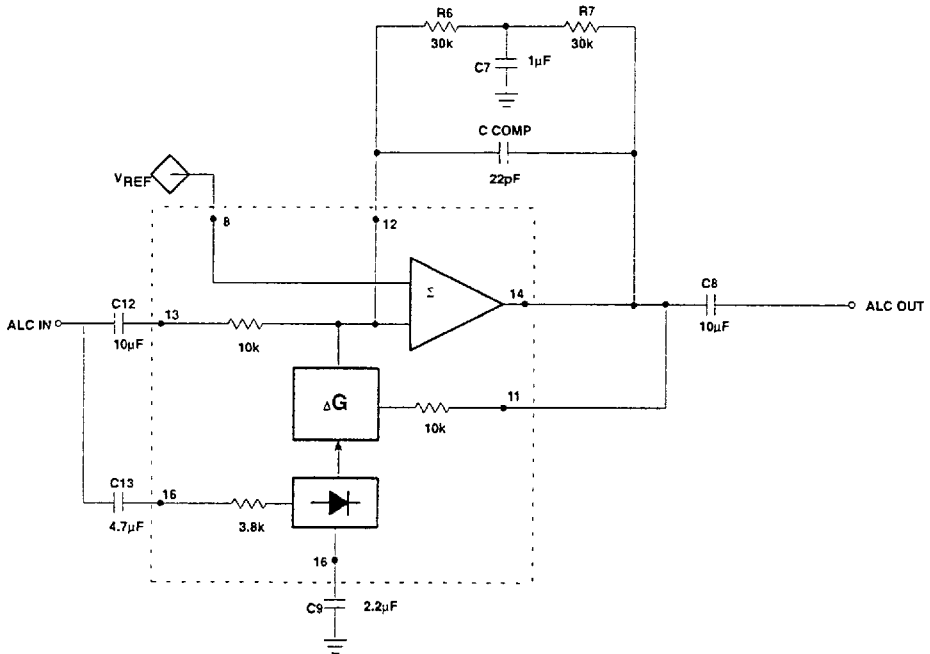 R6
R7
30k
30k
C7
1μF
C COMP
22pF
VREF
8
12
Σ
14
C8
10μF
ALC OUT
ALC IN
C12
10μF
13
10k
ΔG
11
10k
C13
4.7μF
16
3.8k
16
C9
2.2μF